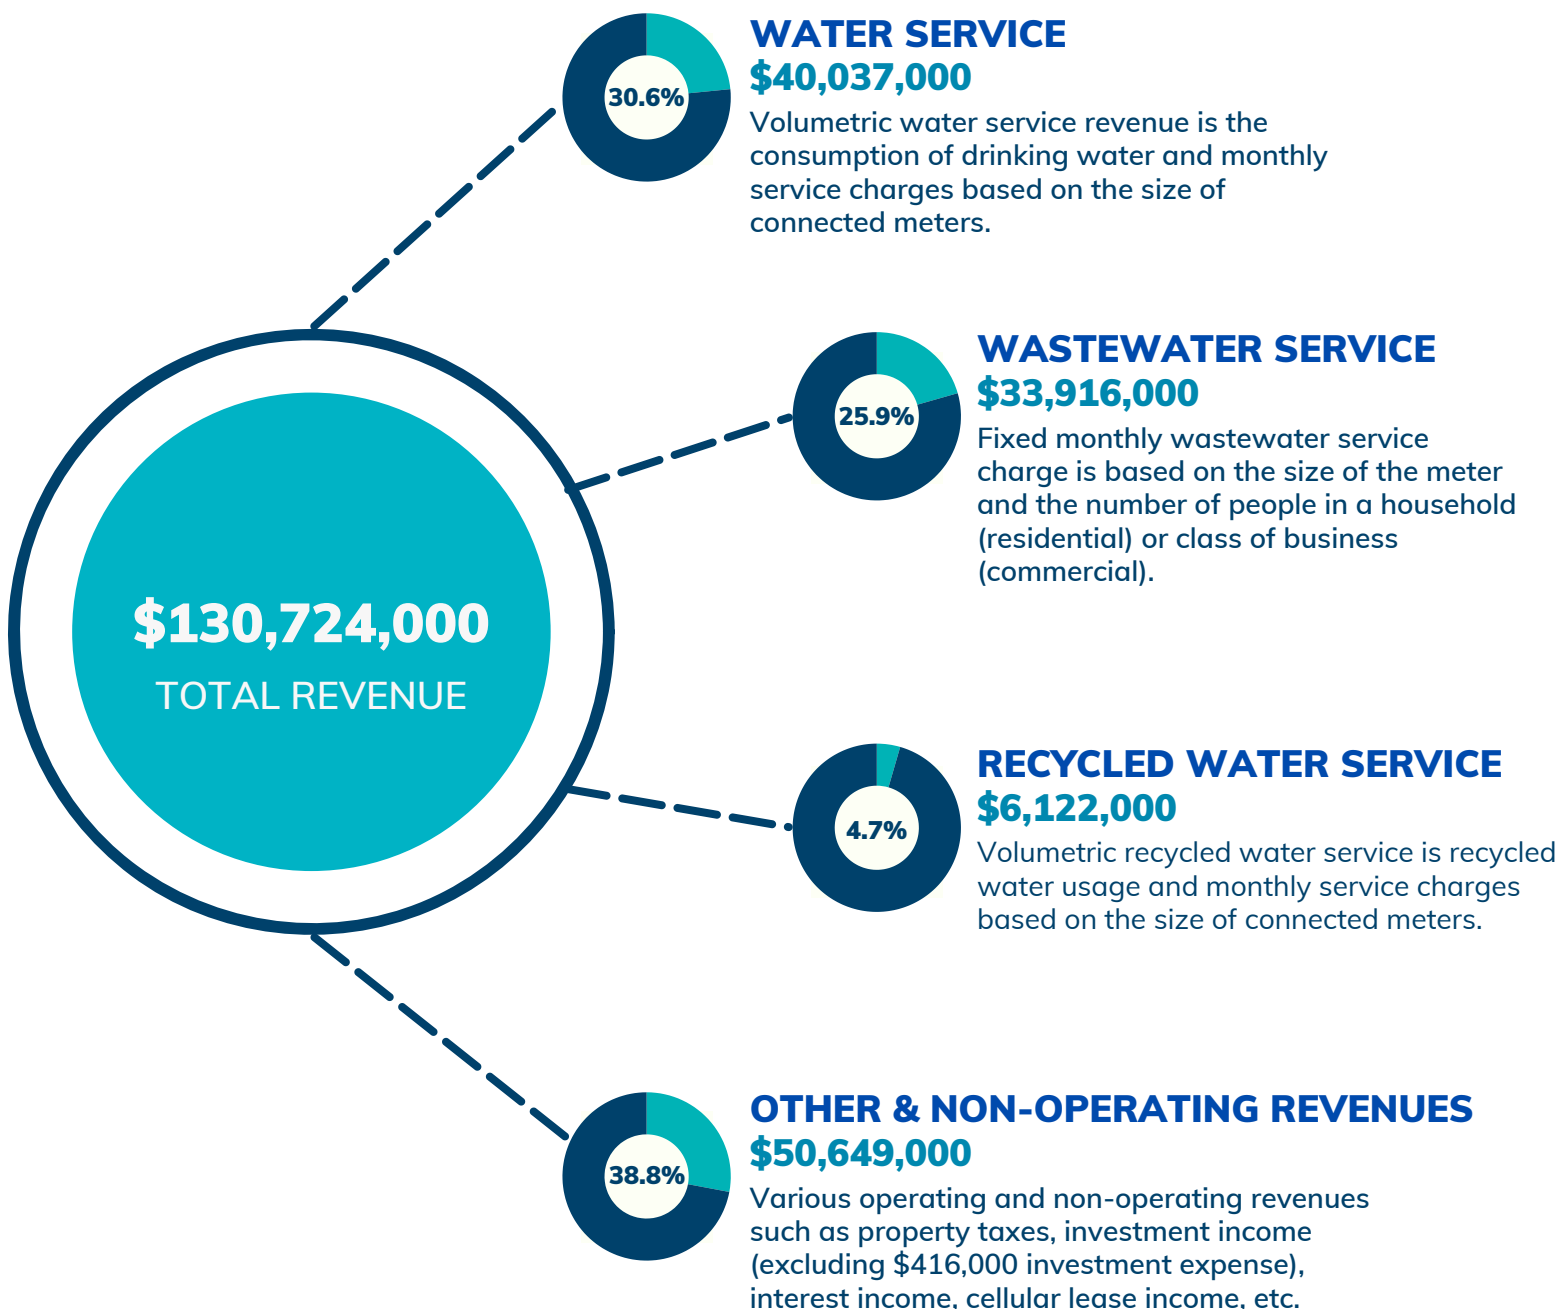 WATER SERVICE
$40,037,000
30.6%
Volumetric water service revenue is the
consumption of drinking water and monthly
service charges based on the size of
connected meters.
WASTEWATER SERVICE
$33,916,000
25.9%
Fixed monthly wastewater service
charge is based on the size of the meter
and the number of people in a household
(residential) or class of business
(commercial).
$130,724,000
TOTAL REVENUE
RECYCLED WATER SERVICE
$6,122,000
4.7%
Volumetric recycled water service is recycled
water usage and monthly service charges
based on the size of connected meters.
OTHER & NON-OPERATING REVENUES
$50,649,000
38.8%
Various operating and non-operating revenues
such as property taxes, investment income
(excluding $416,000 investment expense),
interest income, cellular lease income, etc.